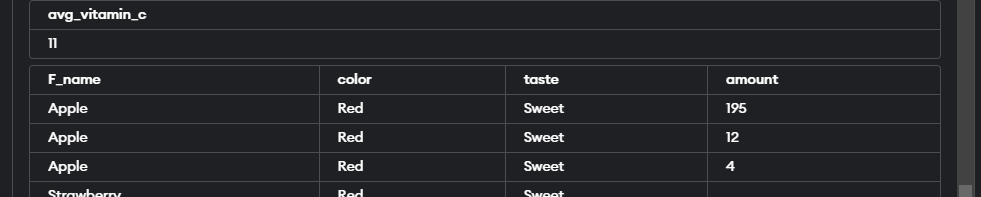 avg_vitamin_c
11
F_name color taste amount
Apple Red Sweet 195
Apple Red Sweet 12
Apple Red Sweet 4
Strawberry Red Sweet